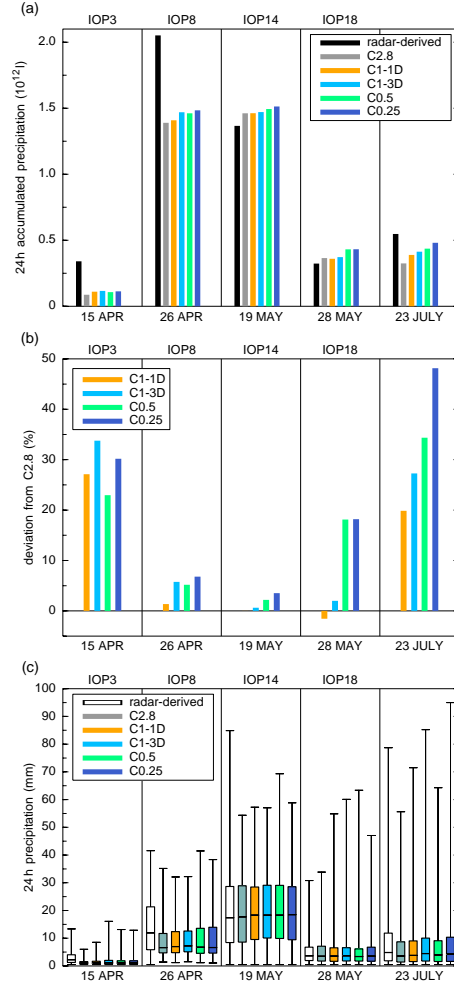 (a)
IOP3 IOP8 IOP14 IOP18
24h accumulated precipitation (10¹²l)
2.0
1.5
1.0
0.5
0
radar-derived
C2.8
C1-1D
C1-3D
C0.5
C0.25
15 APR 26 APR 19 MAY 28 MAY 23 JULY
(b)
IOP3 IOP8 IOP14 IOP18
deviation from C2.8 (%)
50
40
30
20
10
0
C1-1D
C1-3D
C0.5
C0.25
15 APR 26 APR 19 MAY 28 MAY 23 JULY
(c)
IOP3 IOP8 IOP14 IOP18
24h precipitation (mm)
100
90
80
70
60
50
40
30
20
10
0
radar-derived
C2.8
C1-1D
C1-3D
C0.5
C0.25
15 APR 26 APR 19 MAY 28 MAY 23 JULY